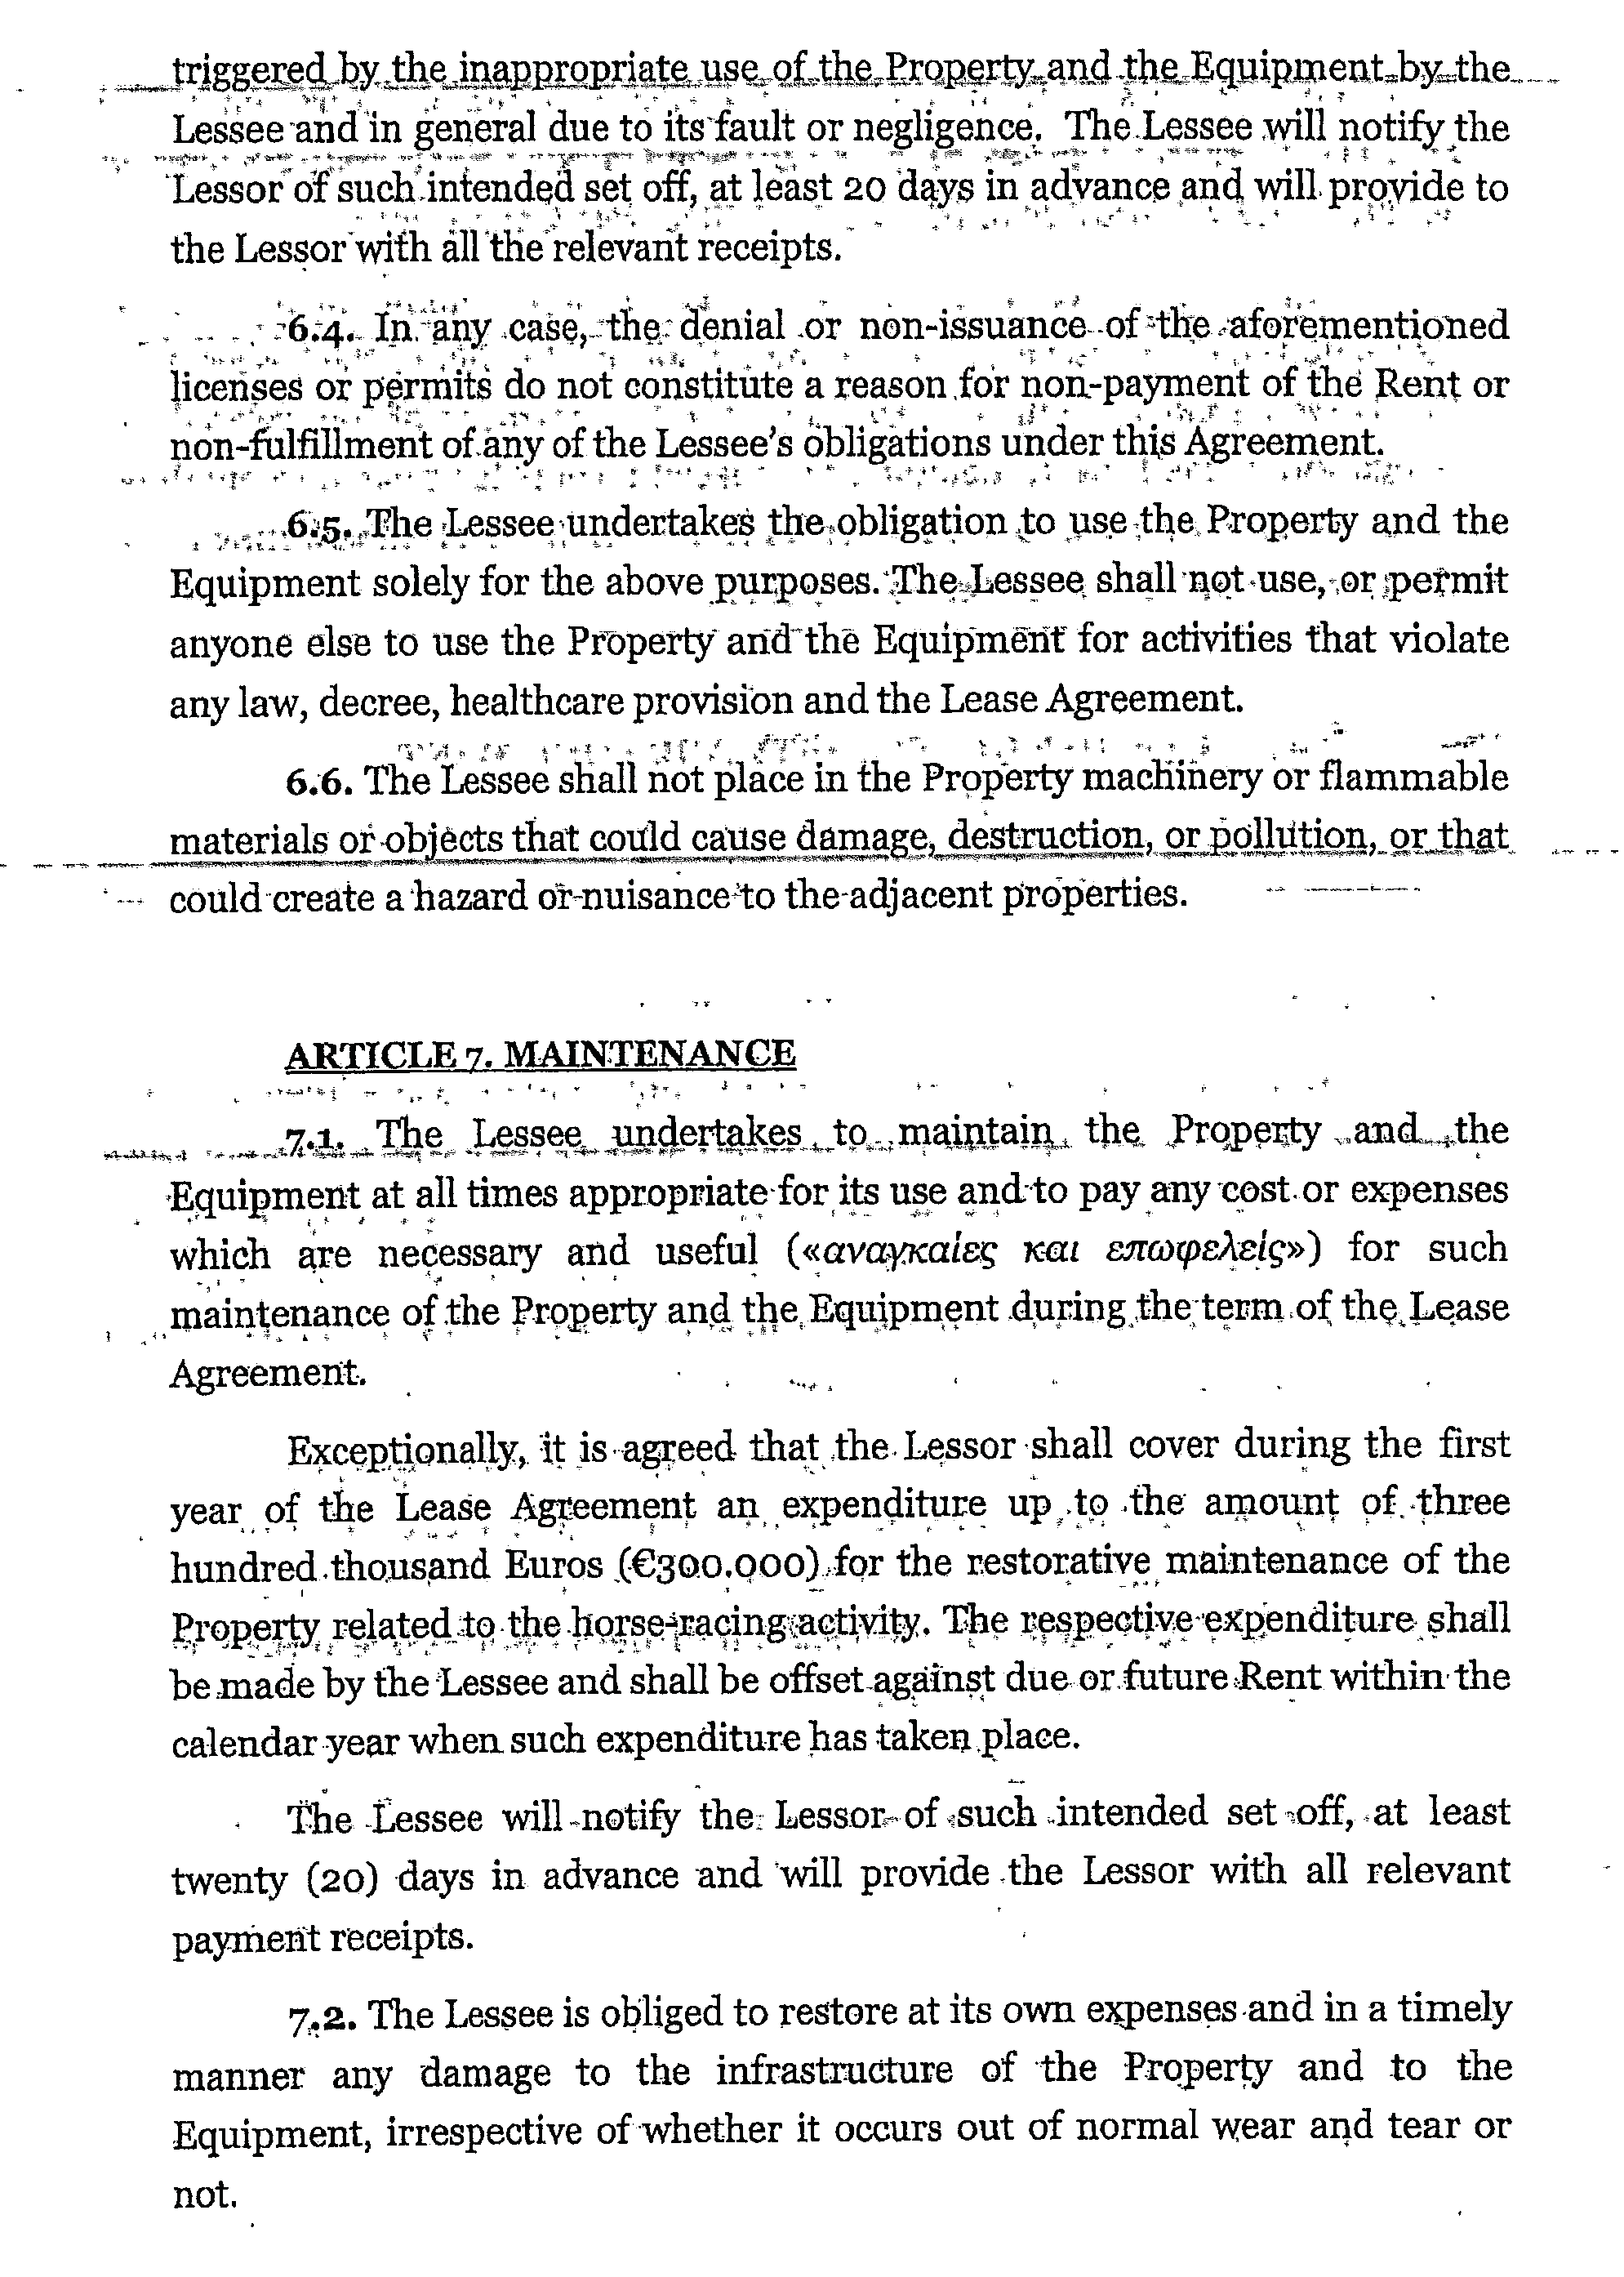 triggered by the inappropriate use of the Property and the Equipment by the
Lessee and in general due to its fault or negligence. The Lessee will notify the
Lessor of such intended set off, at least 20 days in advance and will provide to
the Lessor with all the relevant receipts.
6.4. In any case, the denial or non-issuance of the aforementioned
licenses or permits do not constitute a reason for non-payment of the Rent or
non-fulfillment of any of the Lessee's obligations under this Agreement.
6.5. The Lessee undertakes the obligation to use the Property and the
Equipment solely for the above purposes. The Lessee shall not use, or permit
anyone else to use the Property and the Equipment for activities that violate
any law, decree, healthcare provision and the Lease Agreement.
6.6. The Lessee shall not place in the Property machinery or flammable
materials or objects that could cause damage, destruction, or pollution, or that
could create a hazard or nuisance to the adjacent properties.
ARTICLE 7. MAINTENANCE
7.1. The Lessee undertakes to maintain the Property and the
Equipment at all times appropriate for its use and to pay any cost or expenses
which are necessary and useful («αναγκαίες και επωφελείς») for such
maintenance of the Property and the Equipment during the term of the Lease
Agreement.
Exceptionally, it is agreed that the Lessor shall cover during the first
year of the Lease Agreement an expenditure up to the amount of three
hundred thousand Euros (€300.000) for the restorative maintenance of the
Property related to the horse-racing activity. The respective expenditure shall
be made by the Lessee and shall be offset against due or future Rent within the
calendar year when such expenditure has taken place.
The Lessee will notify the Lessor of such intended set off, at least
twenty (20) days in advance and will provide the Lessor with all relevant
payment receipts.
7.2. The Lessee is obliged to restore at its own expenses and in a timely
manner any damage to the infrastructure of the Property and to the
Equipment, irrespective of whether it occurs out of normal wear and tear or
not.